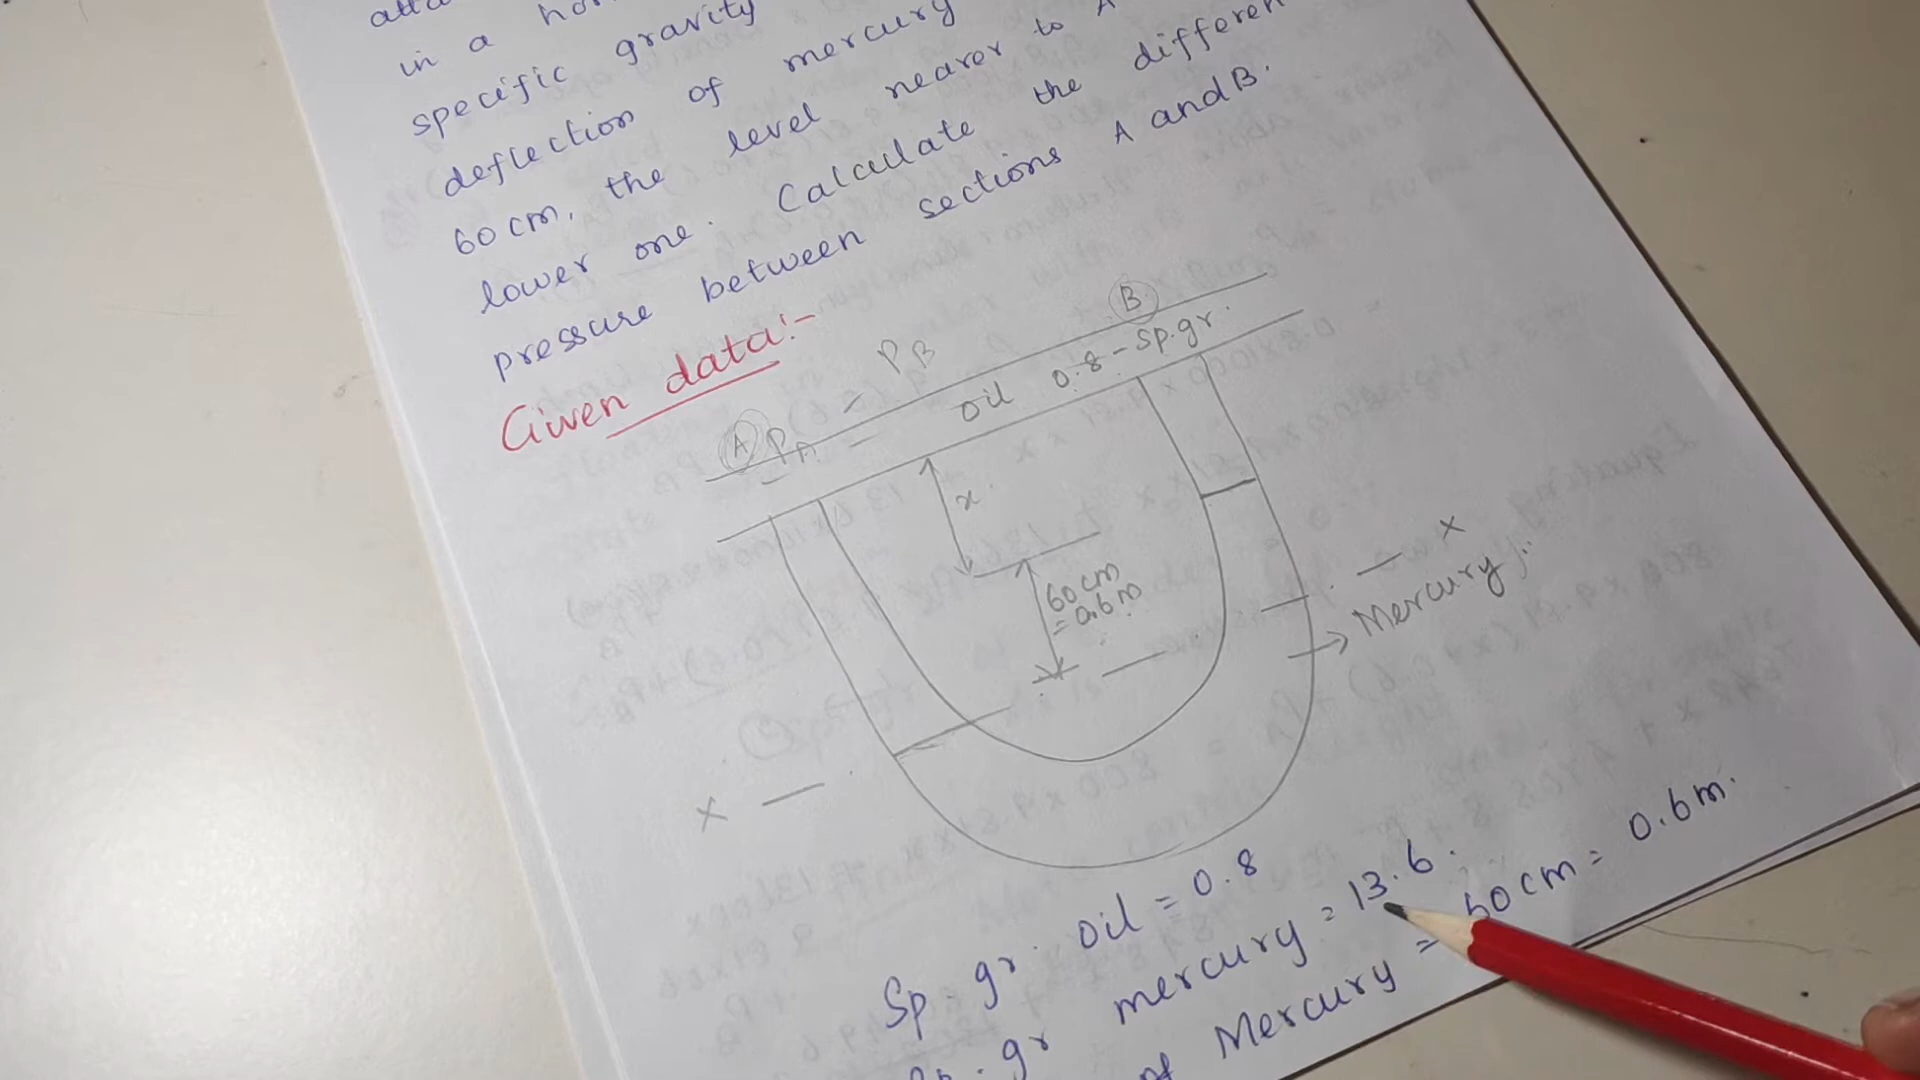 in a
specific gravity
deflection of mercury
60 cm, the level nearer to A
lower one. Calculate the differen
pressure between sections A and B.
Given data:-
B
PB
A PA = oil 0.8 - sp.gr.
x
60 cm
= 0.6 m
x
Mercury
x
Sp. gr. oil = 0.8
gr mercury = 13.6.
of Mercury = 60 cm = 0.6 m.